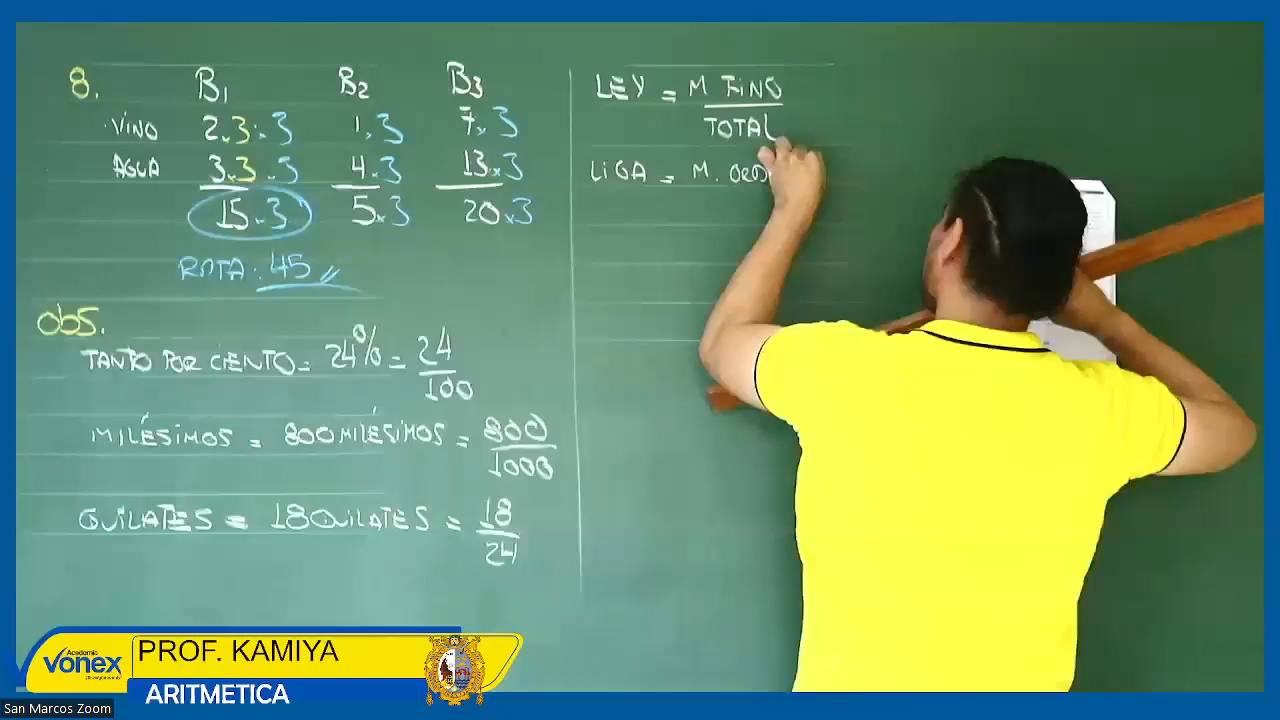 8. B1 B2 B3
VINO 2.3.3 1.3 7.3
AGUA 3.3.3 4.3 13.3
15.3 5.3 20.3
RPTA: 45
Obs.
TANTO POR CIENTO = 24% = 24/100
MILÉSIMOS = 800 MILÉSIMOS = 800/1000
QUILATES = 18 QUILATES = 18/24
LEY = M FINO/TOTAL
LIGA = M. ORD
Academia
vonex
PROF. KAMIYA
ARITMETICA
San Marcos Zoom